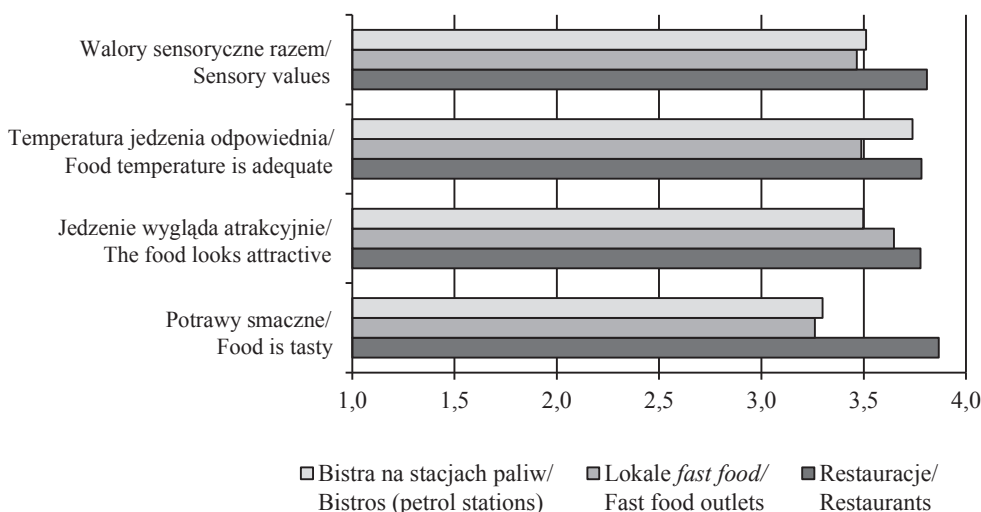 Walory sensoryczne razem/
Sensory values
Temperatura jedzenia odpowiednia/
Food temperature is adequate
Jedzenie wygląda atrakcyjnie/
The food looks attractive
Potrawy smaczne/
Food is tasty
1,0 1,5 2,0 2,5 3,0 3,5 4,0
Bistra na stacjach paliw/
Bistros (petrol stations)
Lokale fast food/
Fast food outlets
Restauracje/
Restaurants